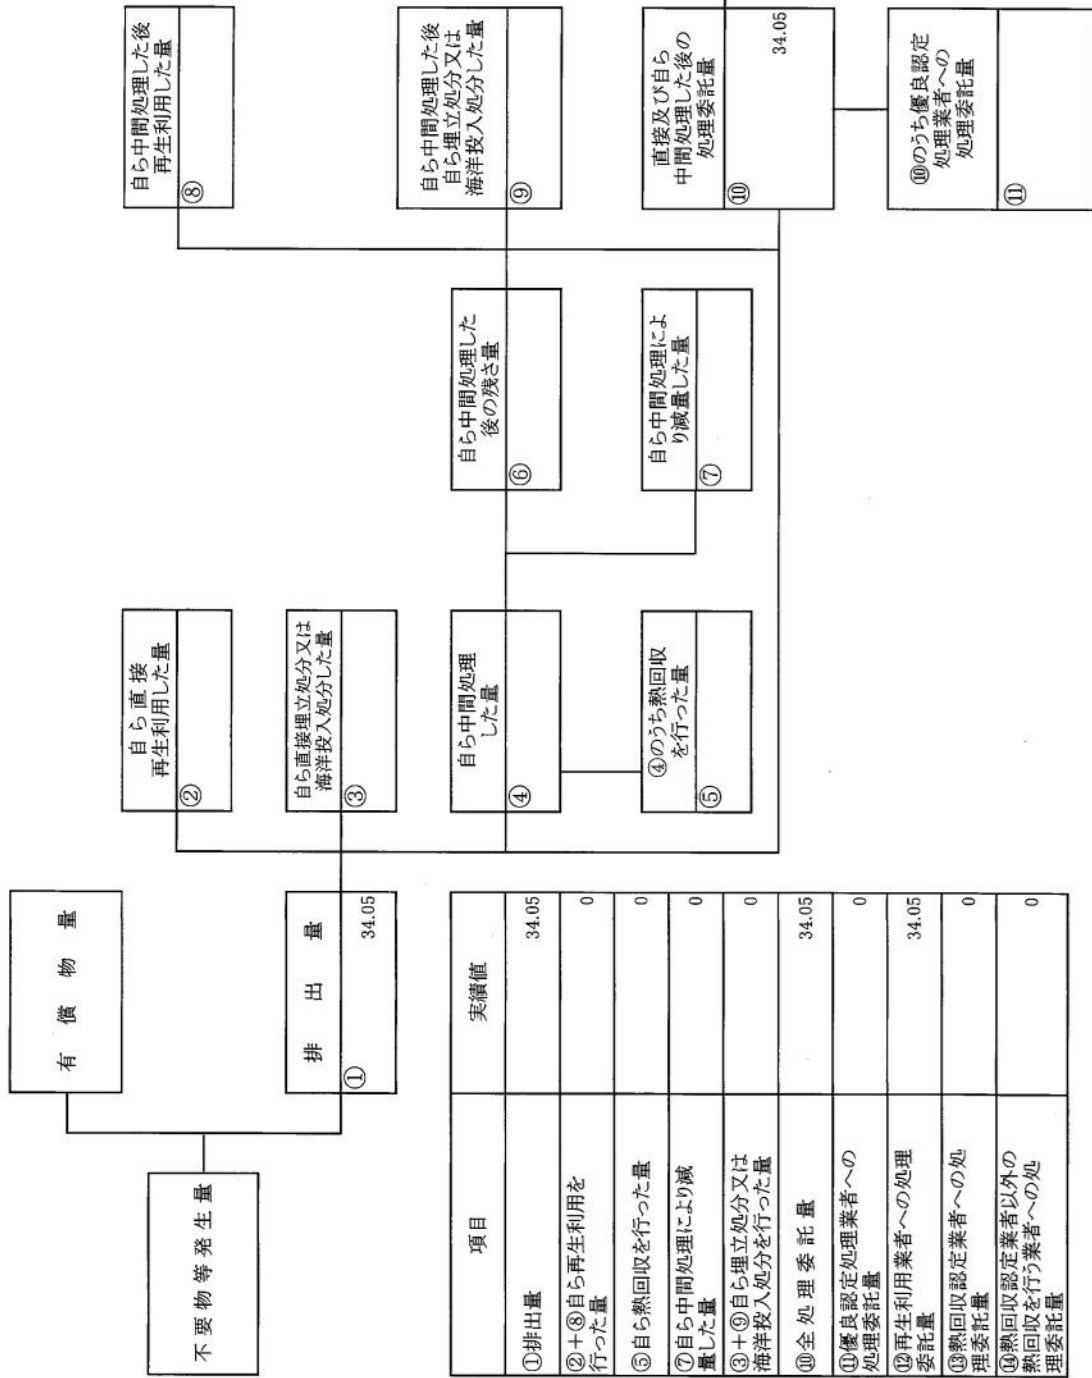 不要物等発生量
有償物量
排出量
①
34.05
自ら直接
再生利用した量
②
自ら直接埋立処分又は
海洋投入処分した量
③
自ら中間処理
した量
④
④のうち熱回収
を行った量
⑤
自ら中間処理した
後の残さ量
⑥
自ら中間処理によ
り減量した量
⑦
自ら中間処理した後
再生利用した量
⑧
自ら中間処理した後
自ら埋立処分又は
海洋投入処分した量
⑨
直接及び自ら
中間処理した後の
処理委託量
⑩
34.05
⑩のうち優良認定
処理業者への
処理委託量
⑪
項目
実績値
①排出量
34.05
②+⑧自ら再生利用を
行った量
0
⑤自ら熱回収を行った量
0
⑦自ら中間処理により減
量した量
0
③+⑨自ら埋立処分又は
海洋投入処分を行った量
0
⑩全処理委託量
34.05
⑪優良認定処理業者への
処理委託量
0
⑫再生利用業者への処理
委託量
34.05
⑬熱回収認定業者への処
理委託量
0
⑭熱回収認定業者以外の
熱回収を行う業者への処
理委託量
0